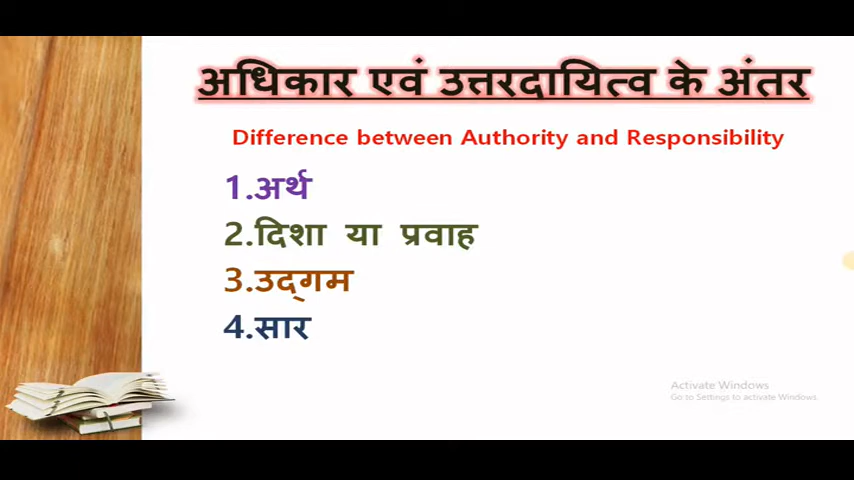 अधिकार एवं उत्तरदायित्व के अंतर
Difference between Authority and Responsibility
1.अर्थ
2.दिशा या प्रवाह
3.उद्गम
4.सार
Activate Windows
Go to Settings to activate Windows.